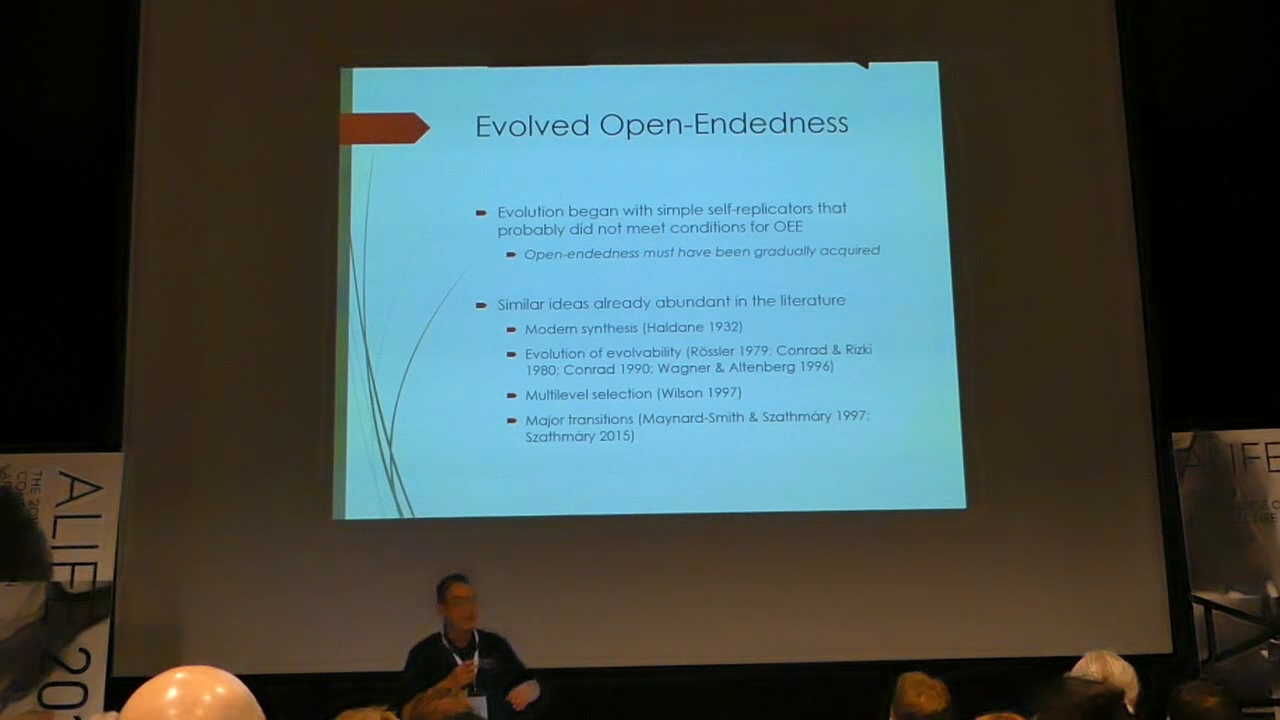 Evolved Open-Endedness
Evolution began with simple self-replicators that
probably did not meet conditions for OEE
Open-endedness must have been gradually acquired
Similar ideas already abundant in the literature
Modern synthesis (Haldane 1932)
Evolution of evolvability (Rössler 1979; Conrad & Rizki
1980; Conrad 1990; Wagner & Altenberg 1996)
Multilevel selection (Wilson 1997)
Major transitions (Maynard-Smith & Szathmáry 1997;
Szathmáry 2015)
ALIFE 20
THE